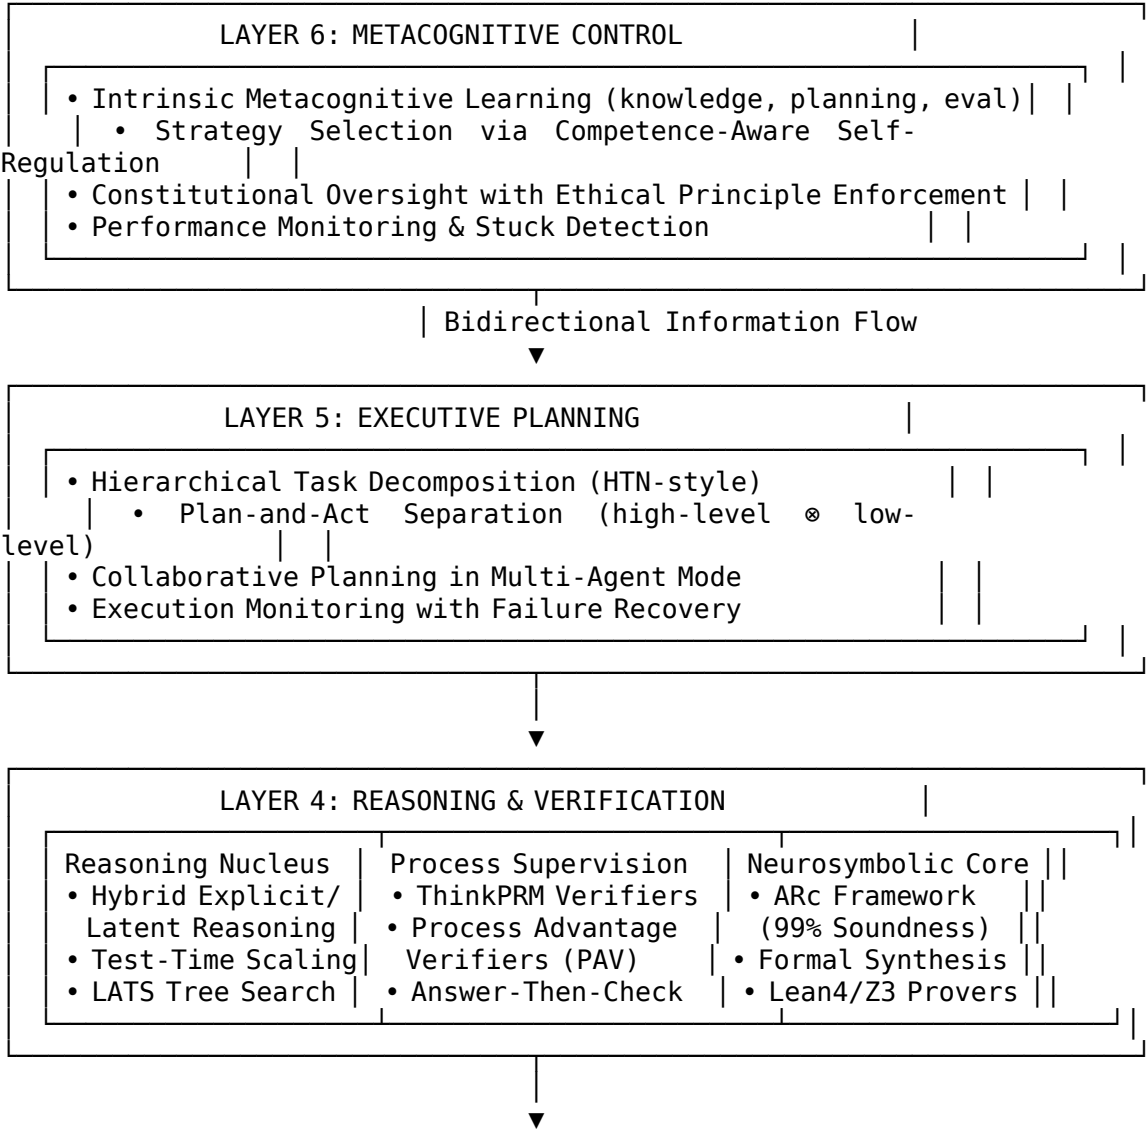 LAYER 6: METACOGNITIVE CONTROL
• Intrinsic Metacognitive Learning (knowledge, planning, eval)
• Strategy Selection via Competence-Aware Self-
Regulation
• Constitutional Oversight with Ethical Principle Enforcement
• Performance Monitoring & Stuck Detection
Bidirectional Information Flow
▼
LAYER 5: EXECUTIVE PLANNING
• Hierarchical Task Decomposition (HTN-style)
• Plan-and-Act Separation (high-level ⊗ low-
level)
• Collaborative Planning in Multi-Agent Mode
• Execution Monitoring with Failure Recovery
▼
LAYER 4: REASONING & VERIFICATION
Reasoning Nucleus │ Process Supervision │ Neurosymbolic Core
• Hybrid Explicit/ │ • ThinkPRM Verifiers │ • ARc Framework
Latent Reasoning │ • Process Advantage │ (99% Soundness)
• Test-Time Scaling│ Verifiers (PAV) │ • Formal Synthesis
• LATS Tree Search │ • Answer-Then-Check │ • Lean4/Z3 Provers
▼